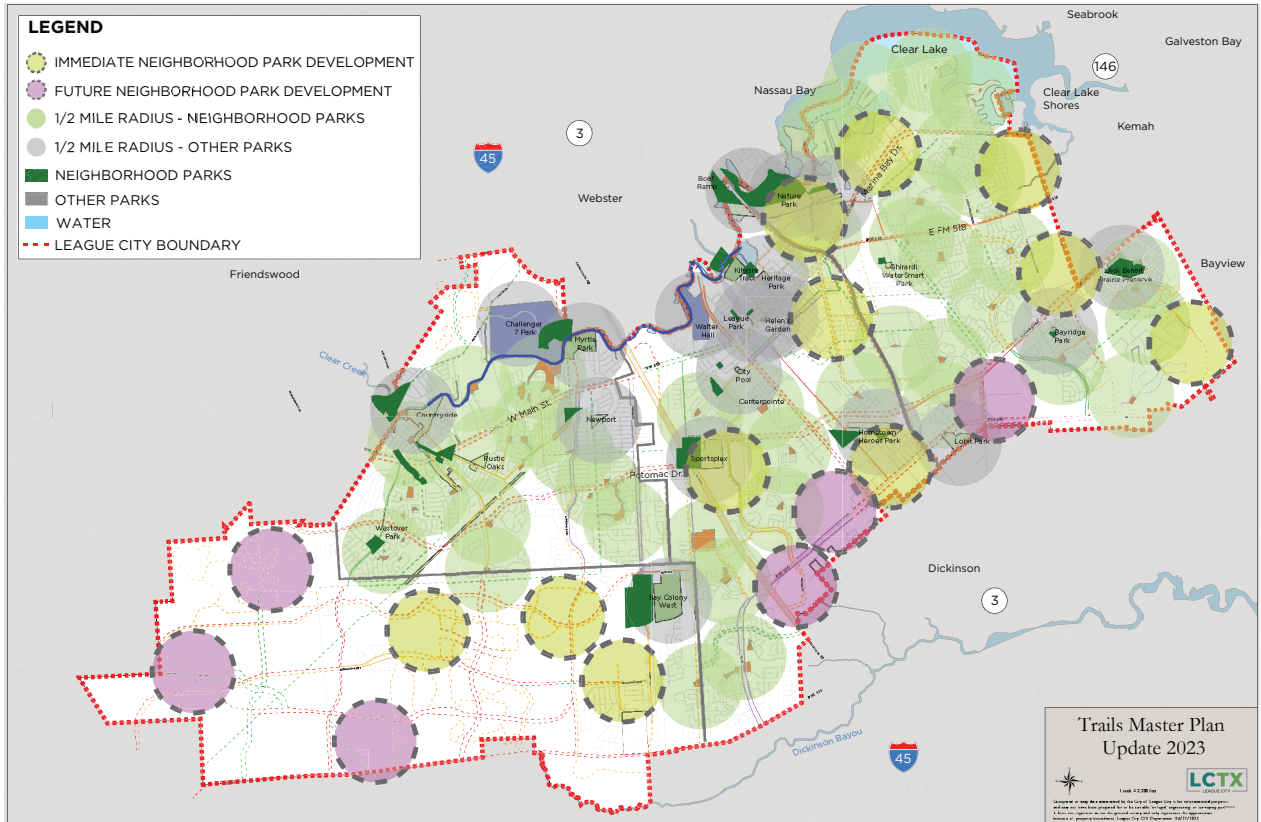 LEGEND
IMMEDIATE NEIGHBORHOOD PARK DEVELOPMENT
FUTURE NEIGHBORHOOD PARK DEVELOPMENT
1/2 MILE RADIUS - NEIGHBORHOOD PARKS
1/2 MILE RADIUS - OTHER PARKS
NEIGHBORHOOD PARKS
OTHER PARKS
WATER
LEAGUE CITY BOUNDARY
Seabrook
Galveston Bay
Clear Lake
146
Nassau Bay
Clear Lake
Shores
Kemah
3
45
Webster
Marina Bay Dr.
Boat
Ramp
Nature
Park
E FM 518
Friendswood
Bayview
Kilgore
Tract
Heritage
Park
Ghirardi
WaterSmart
Park
Dick Benoit
Prairie Preserve
Challenger
7 Park
Myrtle
Park
Walter
Hall
League
Park
Helen's
Garden
Bayridge
Park
Clear Creek
City
Pool
Centerpointe
Countryside
W Main St.
Newport
Hometown
Heroes Park
Lobit Park
Rustic
Oaks
Sportsplex
Potomac Dr.
Westover
Park
Dickinson
3
Bay Colony
West
Dickinson Bayou
45
Trails Master Plan
Update 2023
LCTX
LEAGUE CITY